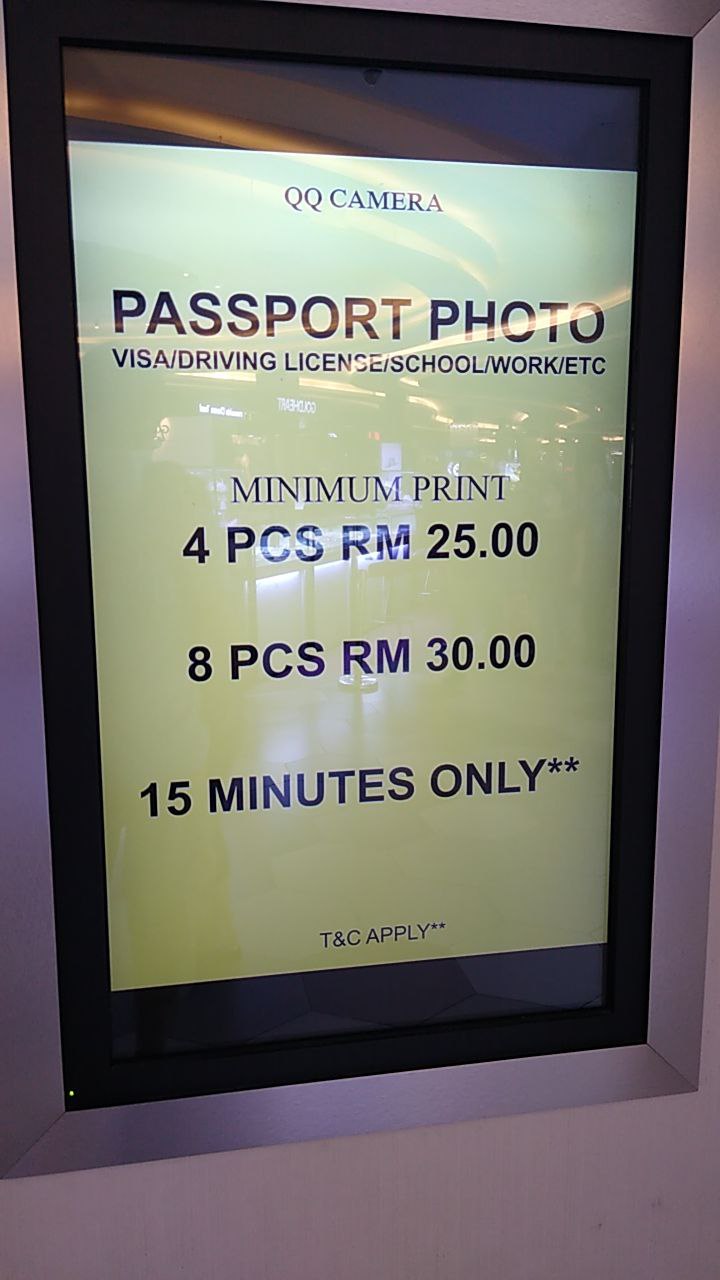 QQ CAMERA
PASSPORT PHOTO
VISA/DRIVING LICENSE/SCHOOL/WORK/ETC
MINIMUM PRINT
4 PCS RM 25.00
8 PCS RM 30.00
15 MINUTES ONLY**
T&C APPLY**